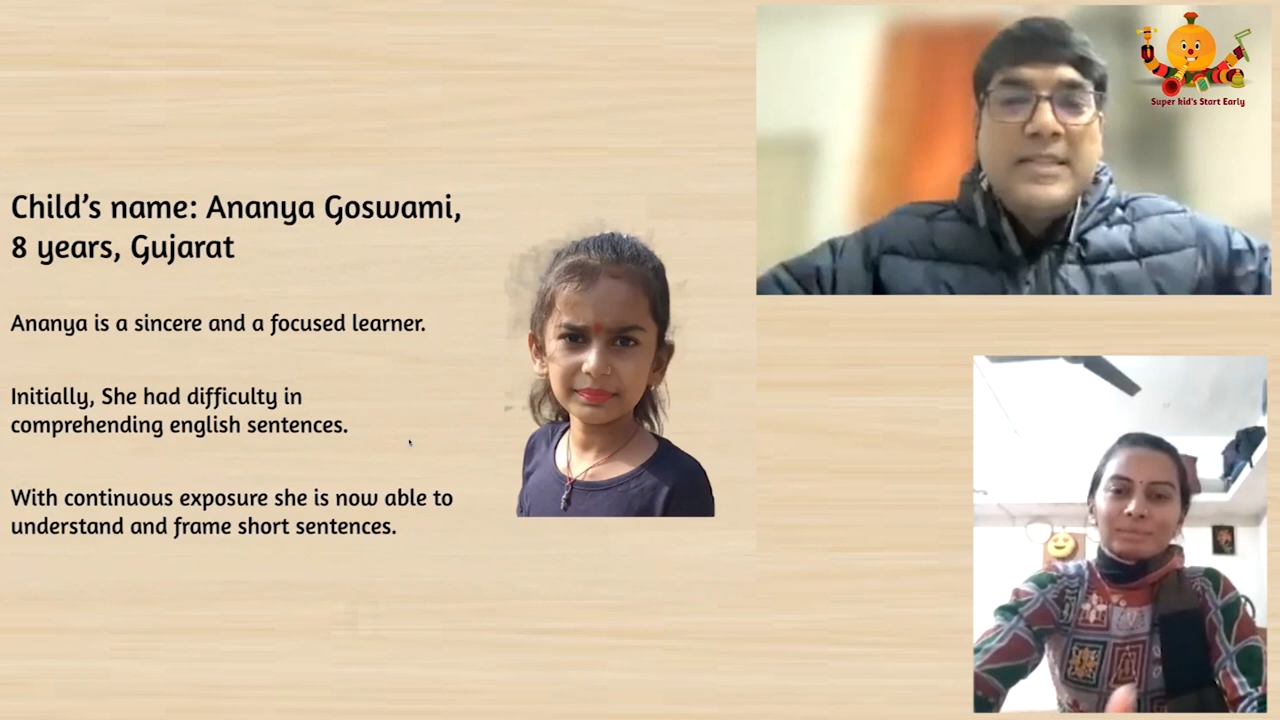 Child's name: Ananya Goswami,
8 years, Gujarat
Ananya is a sincere and a focused learner.
Initially, She had difficulty in
comprehending english sentences.
With continuous exposure she is now able to
understand and frame short sentences.
Super kid's Start Early